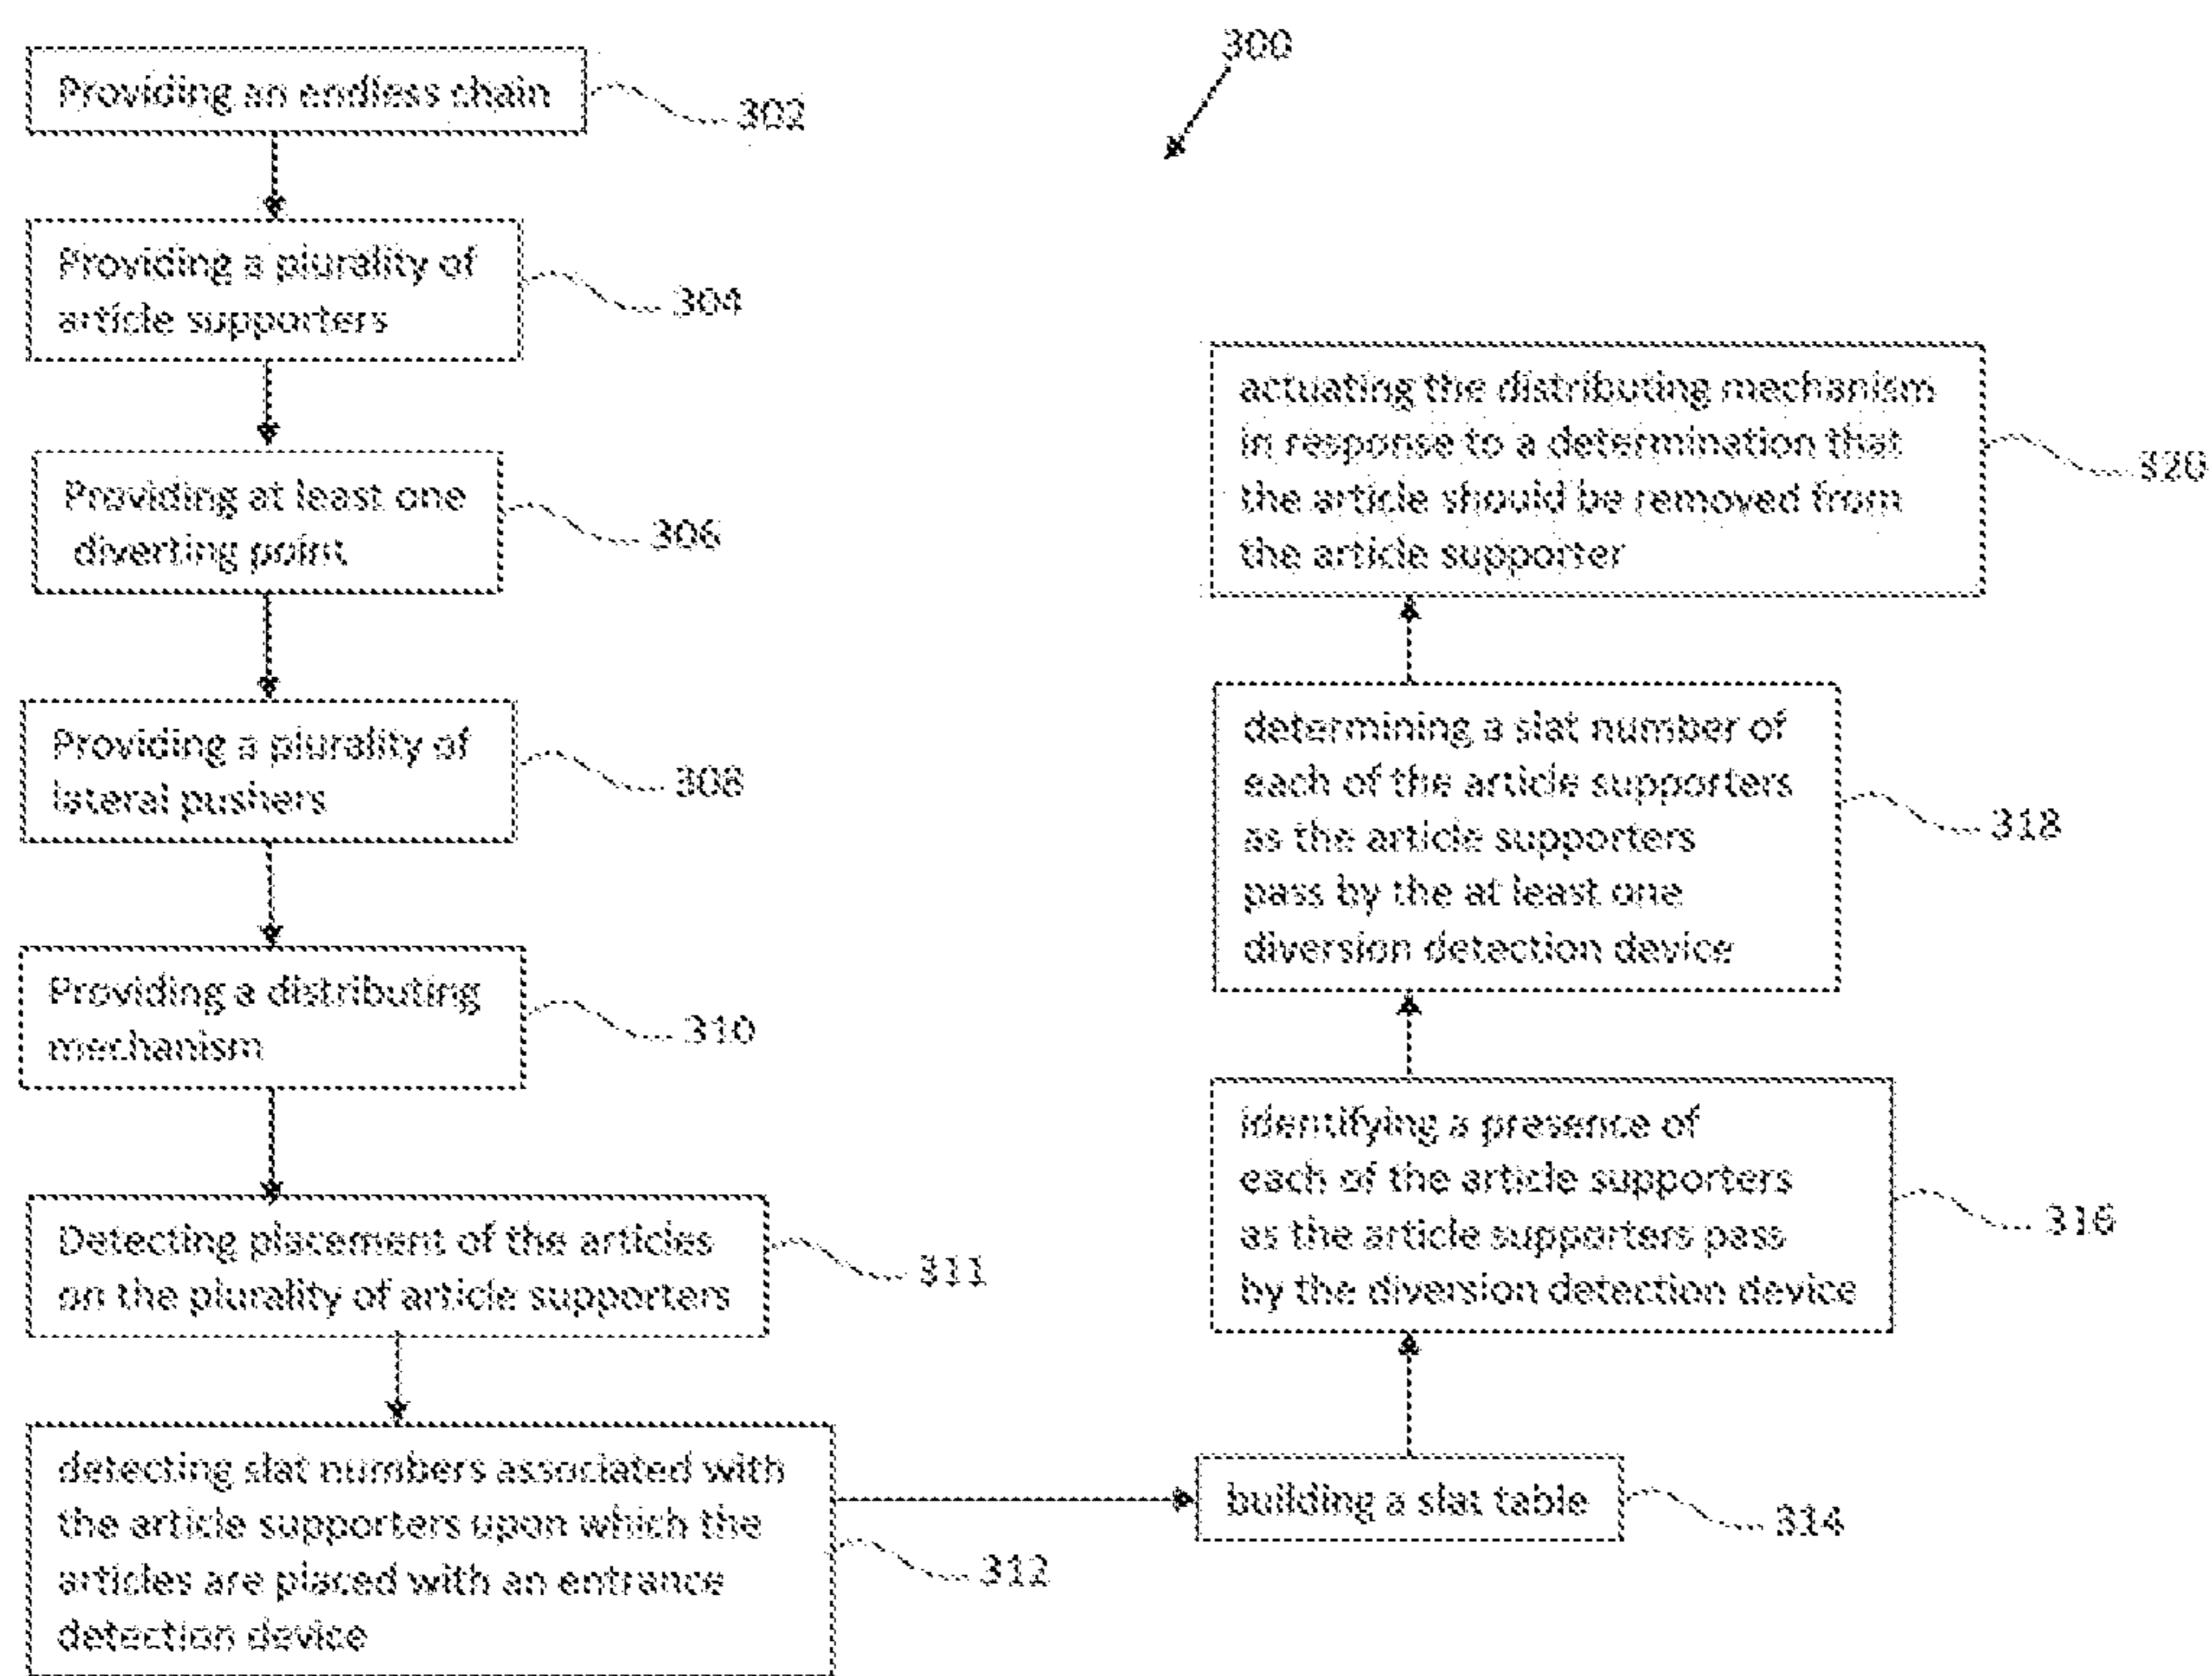 300
Providing an endless chain
302
Providing a plurality of
article supporters
304
Providing at least one
diverting point
306
Providing a plurality of
lateral pushers
308
Providing a distributing
mechanism
310
Detecting placement of the articles
on the plurality of article supporters
311
detecting slat numbers associated with
the article supporters upon which the
articles are placed with an entrance
detection device
312
building a slat table
314
identifying a presence of
each of the article supporters
as the article supporters pass
by the diversion detection device
316
determining a slat number of
each of the article supporters
as the article supporters
pass by the at least one
diversion detection device
318
actuating the distributing mechanism
in response to a determination that
the article should be removed from
the article supporter
320